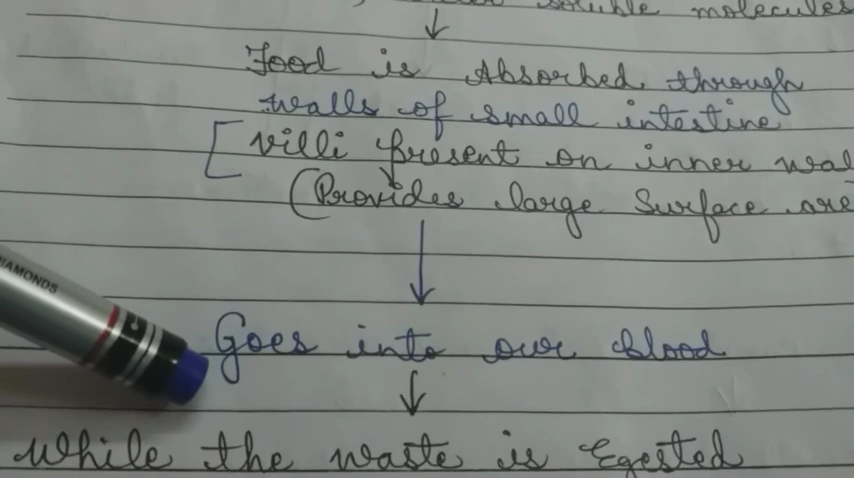 soluble molecules
Food is Absorbed through
walls of small intestine
[Villi present on inner wal
(Provides large Surface are
DIAMONDS
Goes into our blood
while the waste is Egested